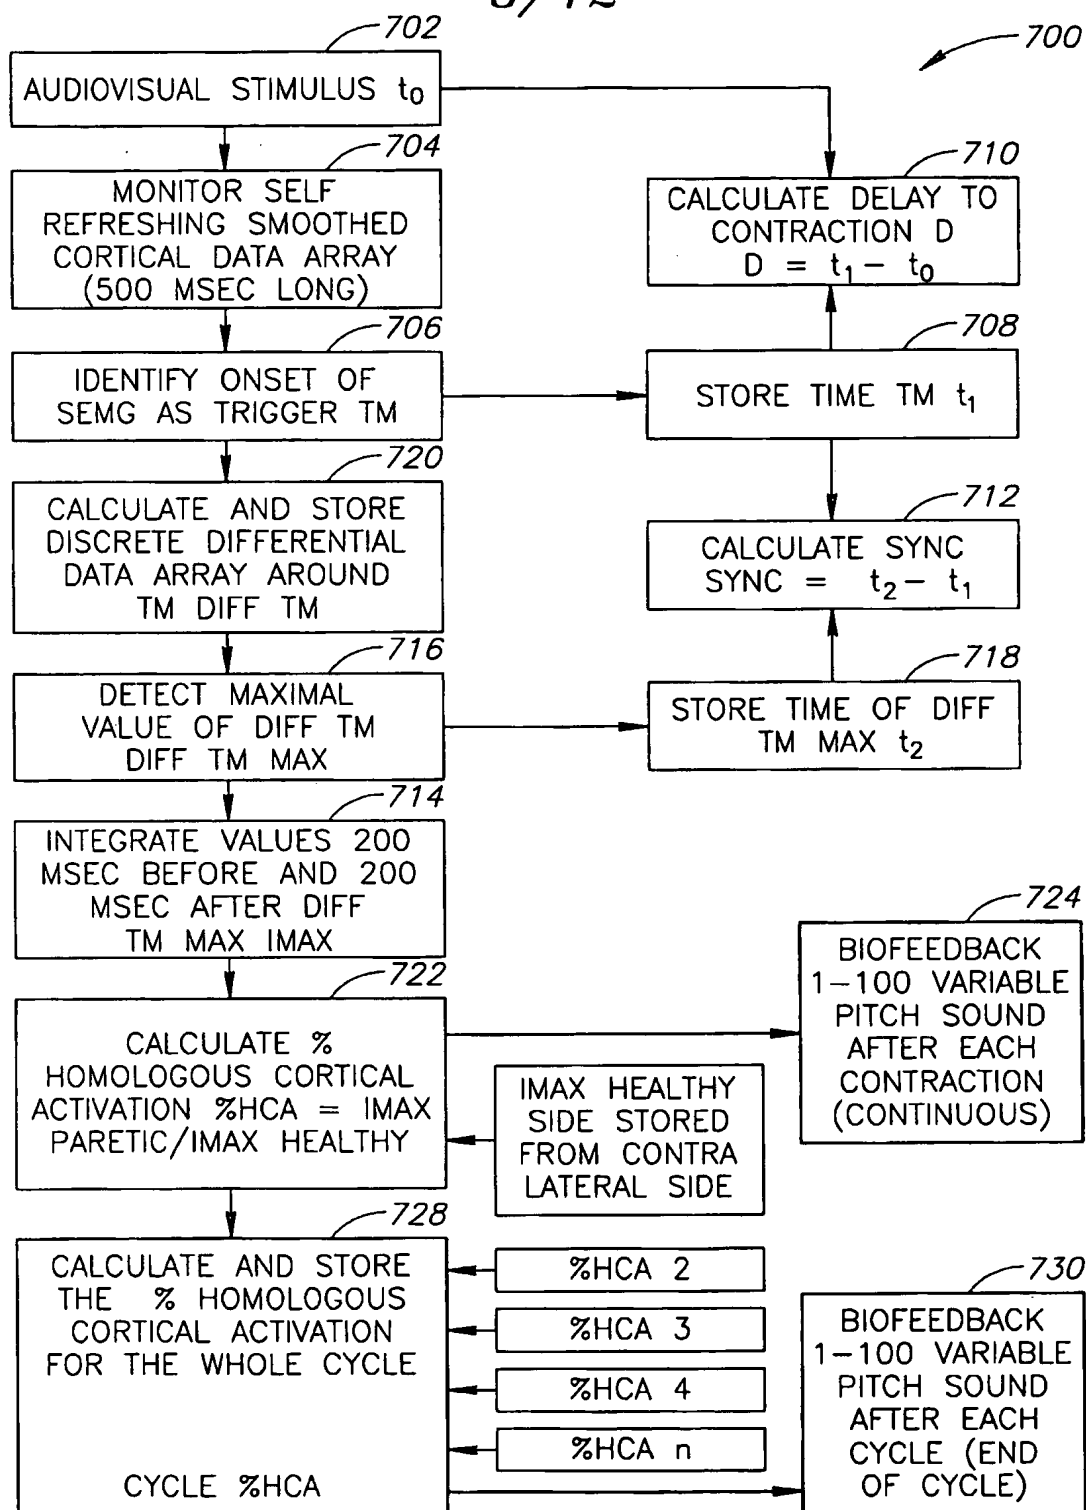 700
702
AUDIOVISUAL STIMULUS t0
704
MONITOR SELF
REFRESHING SMOOTHED
CORTICAL DATA ARRAY
(500 MSEC LONG)
710
CALCULATE DELAY TO
CONTRACTION D
D = t1 – t0
706
IDENTIFY ONSET OF
SEMG AS TRIGGER TM
708
STORE TIME TM t1
720
CALCULATE AND STORE
DISCRETE DIFFERENTIAL
DATA ARRAY AROUND
TM DIFF TM
712
CALCULATE SYNC
SYNC = t2 – t1
716
DETECT MAXIMAL
VALUE OF DIFF TM
DIFF TM MAX
718
STORE TIME OF DIFF
TM MAX t2
714
INTEGRATE VALUES 200
MSEC BEFORE AND 200
MSEC AFTER DIFF
TM MAX IMAX
722
CALCULATE %
HOMOLOGOUS CORTICAL
ACTIVATION %HCA = IMAX
PARETIC/IMAX HEALTHY
724
BIOFEEDBACK
1–100 VARIABLE
PITCH SOUND
AFTER EACH
CONTRACTION
(CONTINUOUS)
IMAX HEALTHY
SIDE STORED
FROM CONTRA
LATERAL SIDE
728
CALCULATE AND STORE
THE % HOMOLOGOUS
CORTICAL ACTIVATION
FOR THE WHOLE CYCLE
CYCLE %HCA
%HCA 2
%HCA 3
%HCA 4
%HCA n
730
BIOFEEDBACK
1–100 VARIABLE
PITCH SOUND
AFTER EACH
CYCLE (END
OF CYCLE)